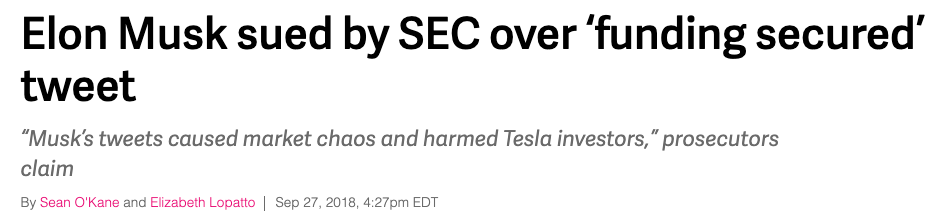 Elon Musk sued by SEC over ‘funding secured’
tweet
“Musk’s tweets caused market chaos and harmed Tesla investors,” prosecutors
claim
By Sean O'Kane and Elizabeth Lopatto | Sep 27, 2018, 4:27pm EDT